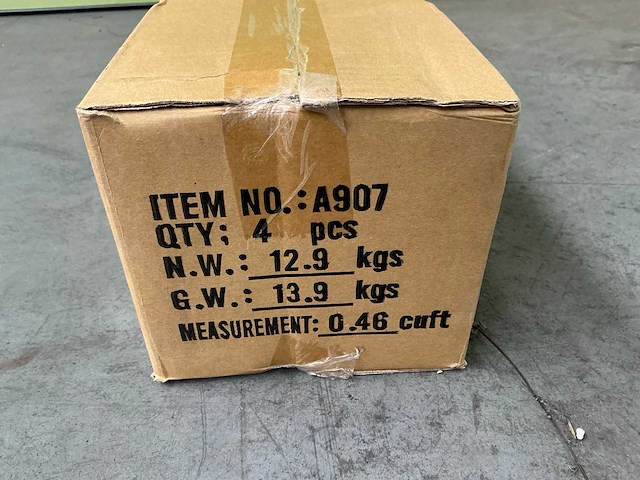 ITEM NO.: A907
QTY; 4 pcs
N.W.: 12.9 kgs
G.W.: 13.9 kgs
MEASUREMENT: 0.46 cuft